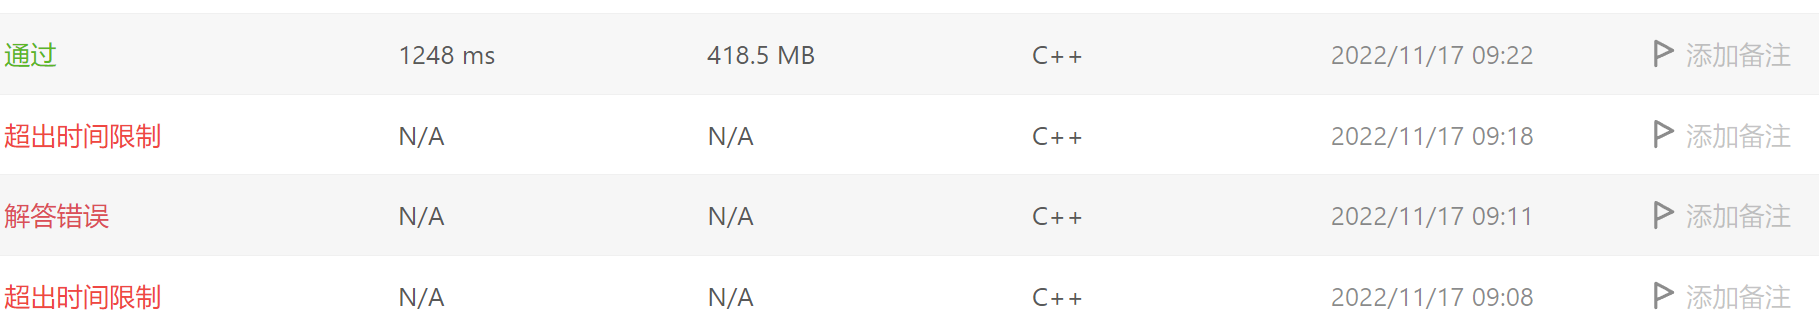 通过 1248 ms 418.5 MB C++ 2022/11/17 09:22 添加备注
超出时间限制 N/A N/A C++ 2022/11/17 09:18 添加备注
解答错误 N/A N/A C++ 2022/11/17 09:11 添加备注
超出时间限制 N/A N/A C++ 2022/11/17 09:08 添加备注